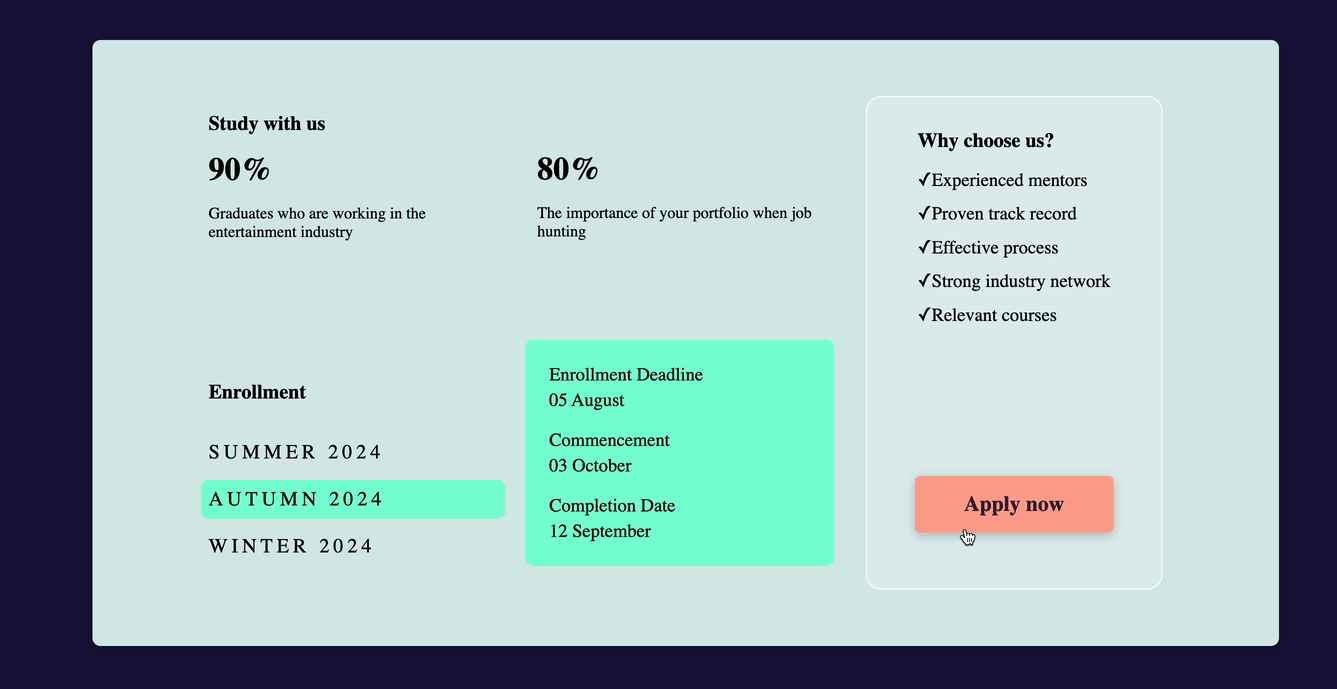 Study with us
90%
Graduates who are working in the
entertainment industry
80%
The importance of your portfolio when job
hunting
Enrollment
SUMMER 2024
AUTUMN 2024
WINTER 2024
Enrollment Deadline
05 August
Commencement
03 October
Completion Date
12 September
Why choose us?
✓Experienced mentors
✓Proven track record
✓Effective process
✓Strong industry network
✓Relevant courses
Apply now